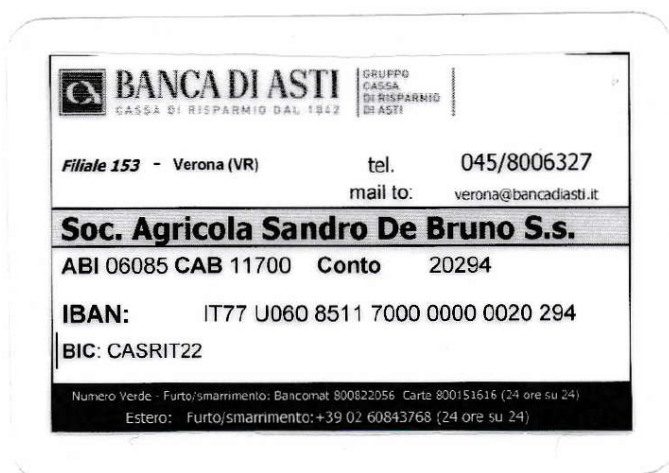 BANCA DI ASTI
CASSA DI RISPARMIO DAL 1842
GRUPPO
CASSA
DI RISPARMIO
DI ASTI
Filiale 153 - Verona (VR) tel. 045/8006327
mail to: verona@bancadiasti.it
Soc. Agricola Sandro De Bruno S.s.
ABI 06085 CAB 11700 Conto 20294
IBAN: IT77 U060 8511 7000 0000 0020 294
BIC: CASRIT22
Numero Verde - Furto/smarrimento: Bancomat 800822056 Carte 800151616 (24 ore su 24)
Estero: Furto/smarrimento:+39 02 60843768 (24 ore su 24)